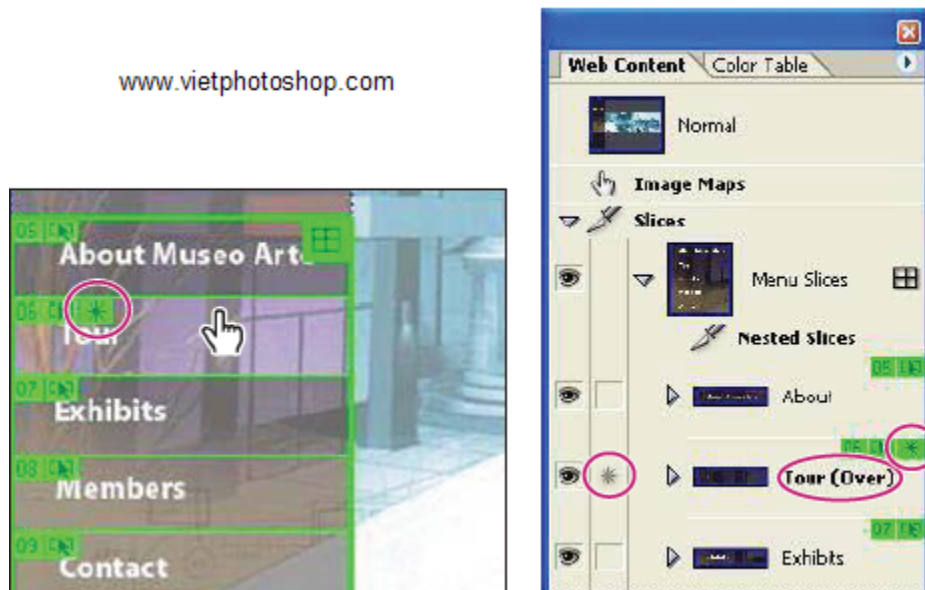 www.vietphotoshop.com
05
About Museo Arte
06
Tour
07
Exhibits
08
Members
09
Contact
Web Content
Color Table
Normal
Image Maps
Slices
Menu Slices
Nested Slices
05
About
06
Tour (Over)
07
Exhibits